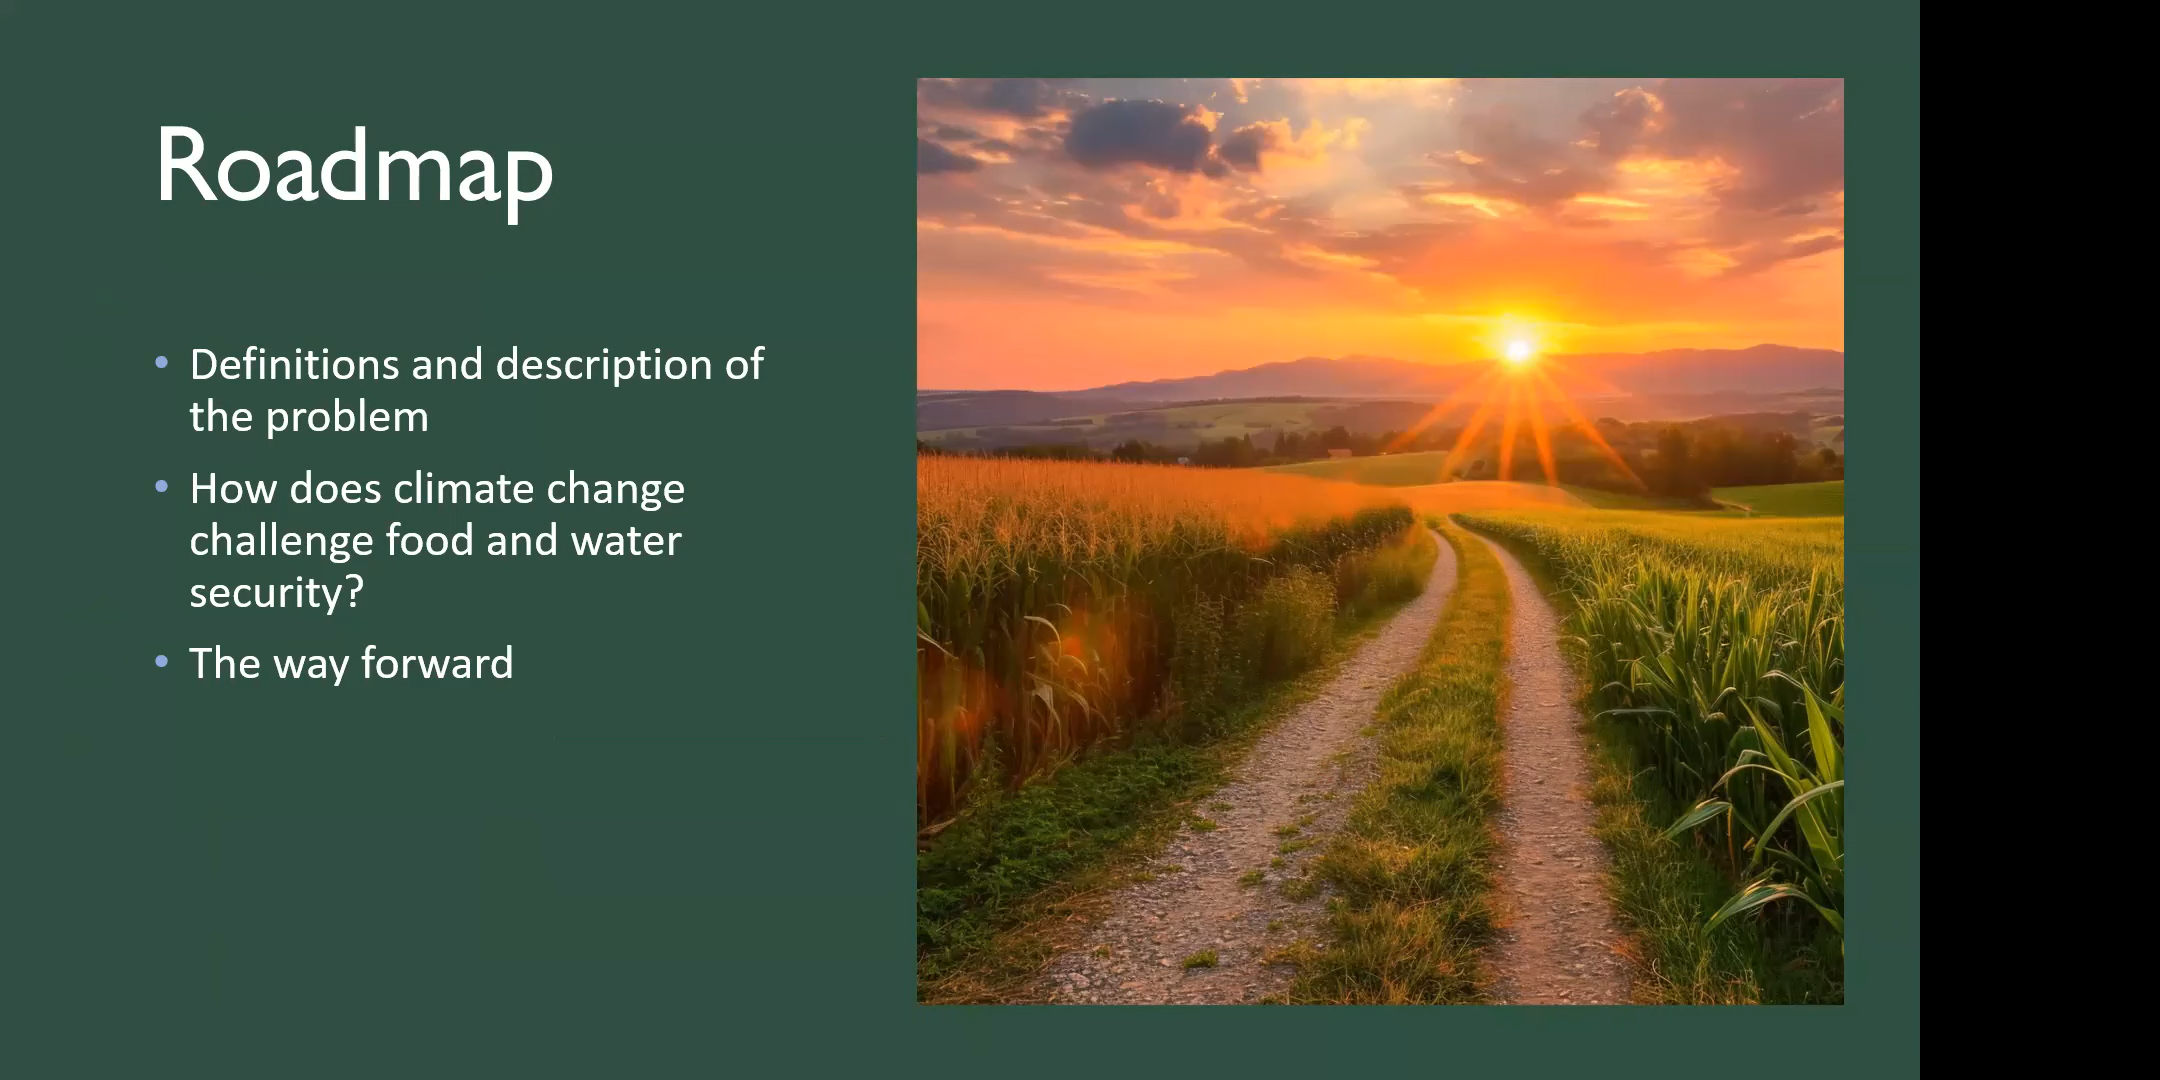 Roadmap
• Definitions and description of
the problem
• How does climate change
challenge food and water
security?
• The way forward